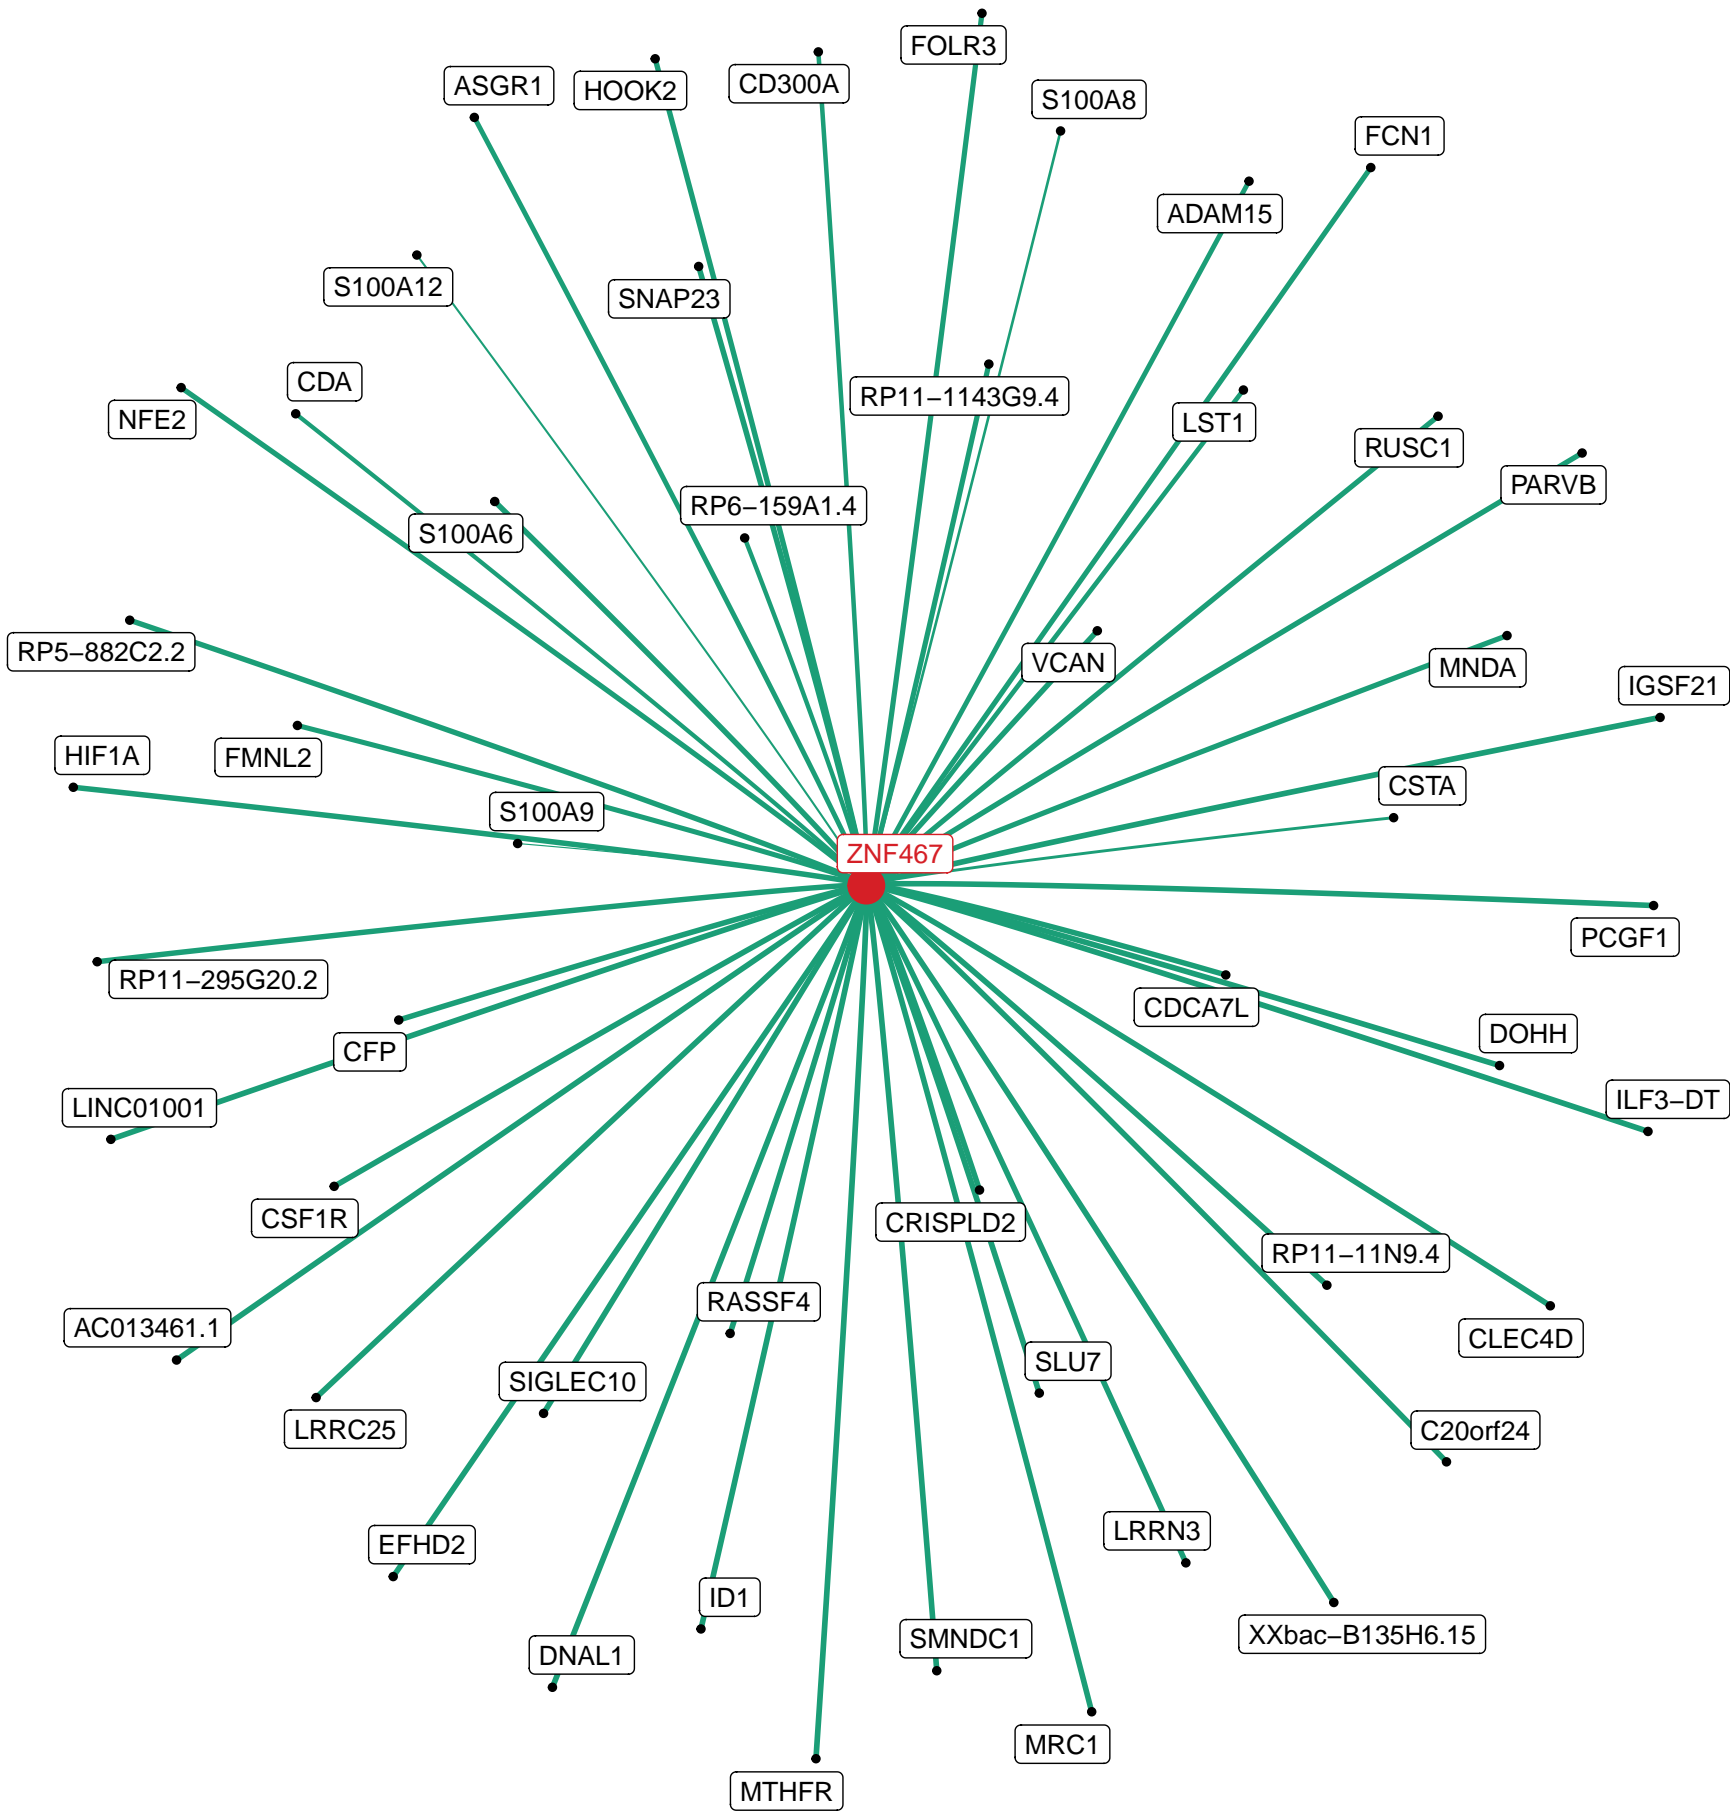 FOLR3
ASGR1
HOOK2
CD300A
S100A8
FCN1
ADAM15
S100A12
SNAP23
CDA
NFE2
RP11−1143G9.4
LST1
RUSC1
PARVB
RP6−159A1.4
S100A6
RP5−882C2.2
VCAN
MNDA
IGSF21
HIF1A
FMNL2
CSTA
S100A9
ZNF467
PCGF1
RP11−295G20.2
CDCA7L
DOHH
CFP
LINC01001
ILF3−DT
CSF1R
CRISPLD2
RP11−11N9.4
RASSF4
AC013461.1
CLEC4D
SLU7
SIGLEC10
LRRC25
C20orf24
LRRN3
EFHD2
ID1
XXbac−B135H6.15
SMNDC1
DNAL1
MRC1
MTHFR